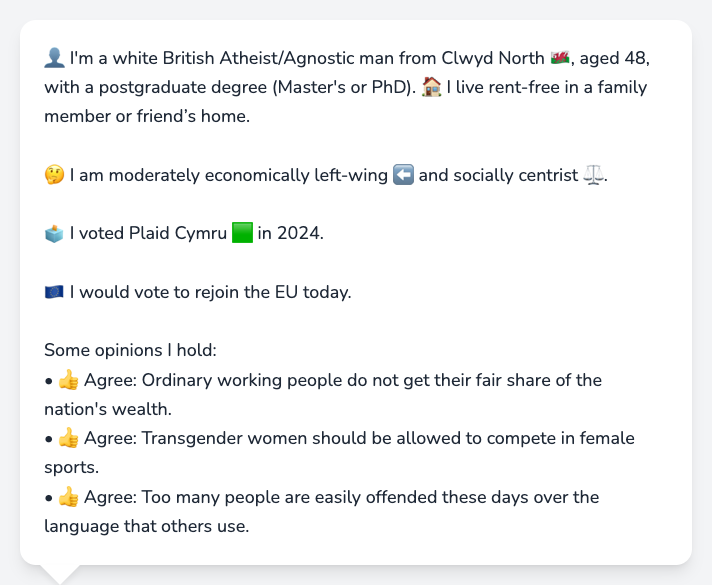 👤 I'm a white British Atheist/Agnostic man from Clwyd North 🏴󠁧󠁢󠁷󠁬󠁳󠁿, aged 48,
with a postgraduate degree (Master's or PhD). 🏠 I live rent-free in a family
member or friend’s home.
🤔 I am moderately economically left-wing ⬅️ and socially centrist ⚖️.
🗳️ I voted Plaid Cymru 🟩 in 2024.
🇪🇺 I would vote to rejoin the EU today.
Some opinions I hold:
• 👍 Agree: Ordinary working people do not get their fair share of the
nation's wealth.
• 👍 Agree: Transgender women should be allowed to compete in female
sports.
• 👍 Agree: Too many people are easily offended these days over the
language that others use.